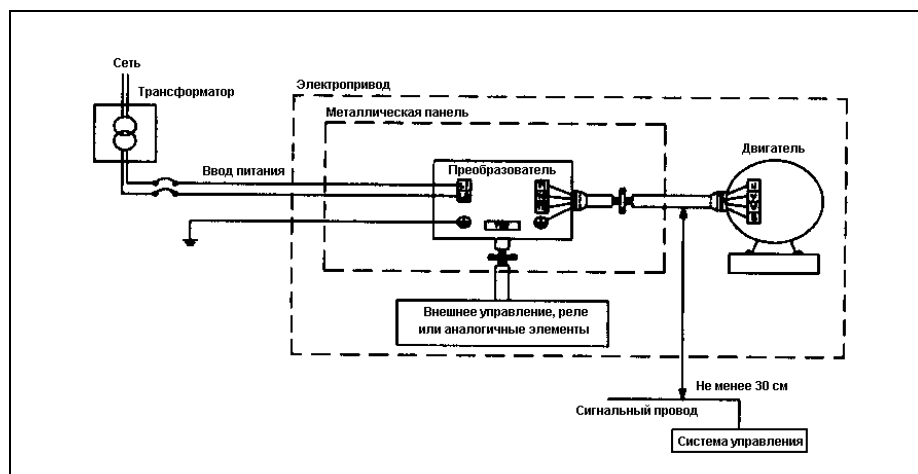 Сеть
Трансформатор
Электропривод
Металлическая панель
Двигатель
Ввод питания
Преобразователь
Внешнее управление, реле
или аналогичные элементы
Не менее 30 см
Сигнальный провод
Система управления